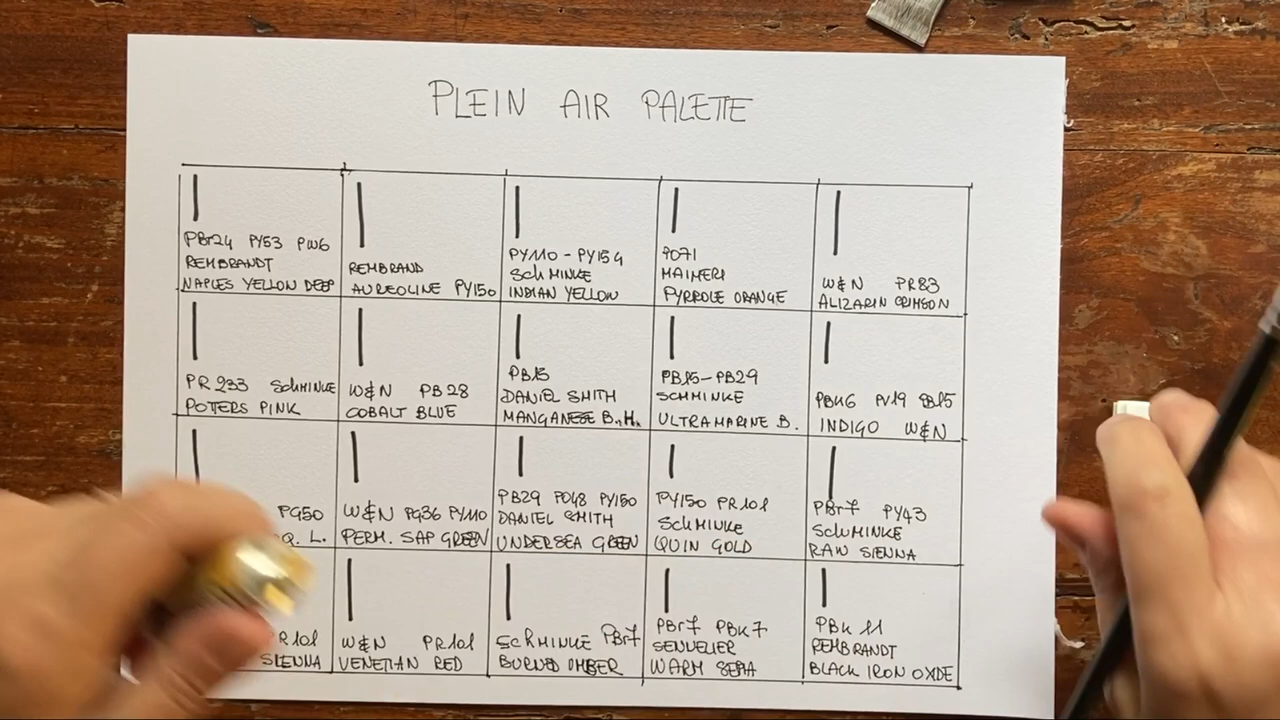 PLEIN AIR PALETTE
PBr24 PY53 PW6
REMBRANDT
NAPLES YELLOW DEEP
REMBRAND
AUREOLINE PY150
PY110 - PY154
SCHMINKE
INDIAN YELLOW
PO71
MAIMERI
PYRROLE ORANGE
W&N PR83
ALIZARIN CRIMSON
PR233 SCHMINKE
POTTERS PINK
W&N PB28
COBALT BLUE
PB15
DANIEL SMITH
MANGANESE B. H.
PB15-PB29
SCHMINKE
ULTRAMARINE B.
PBK6 PV19 PB15
INDIGO W&N
PG50
Q. L.
W&N PG36 PY110
PERM. SAP GREEN
PB29 PO48 PY150
DANIEL SMITH
UNDERSEA GREEN
PY150 PR101
SCHMINKE
QUIN GOLD
PBr7 PY43
SCHMINKE
RAW SIENNA
R101
SIENNA
W&N PR101
VENETIAN RED
SCHMINKE PBr7
BURNED UMBER
PBr7 PBK7
SENNELIER
WARM SEPIA
PBK 11
REMBRANDT
BLACK IRON OXDE